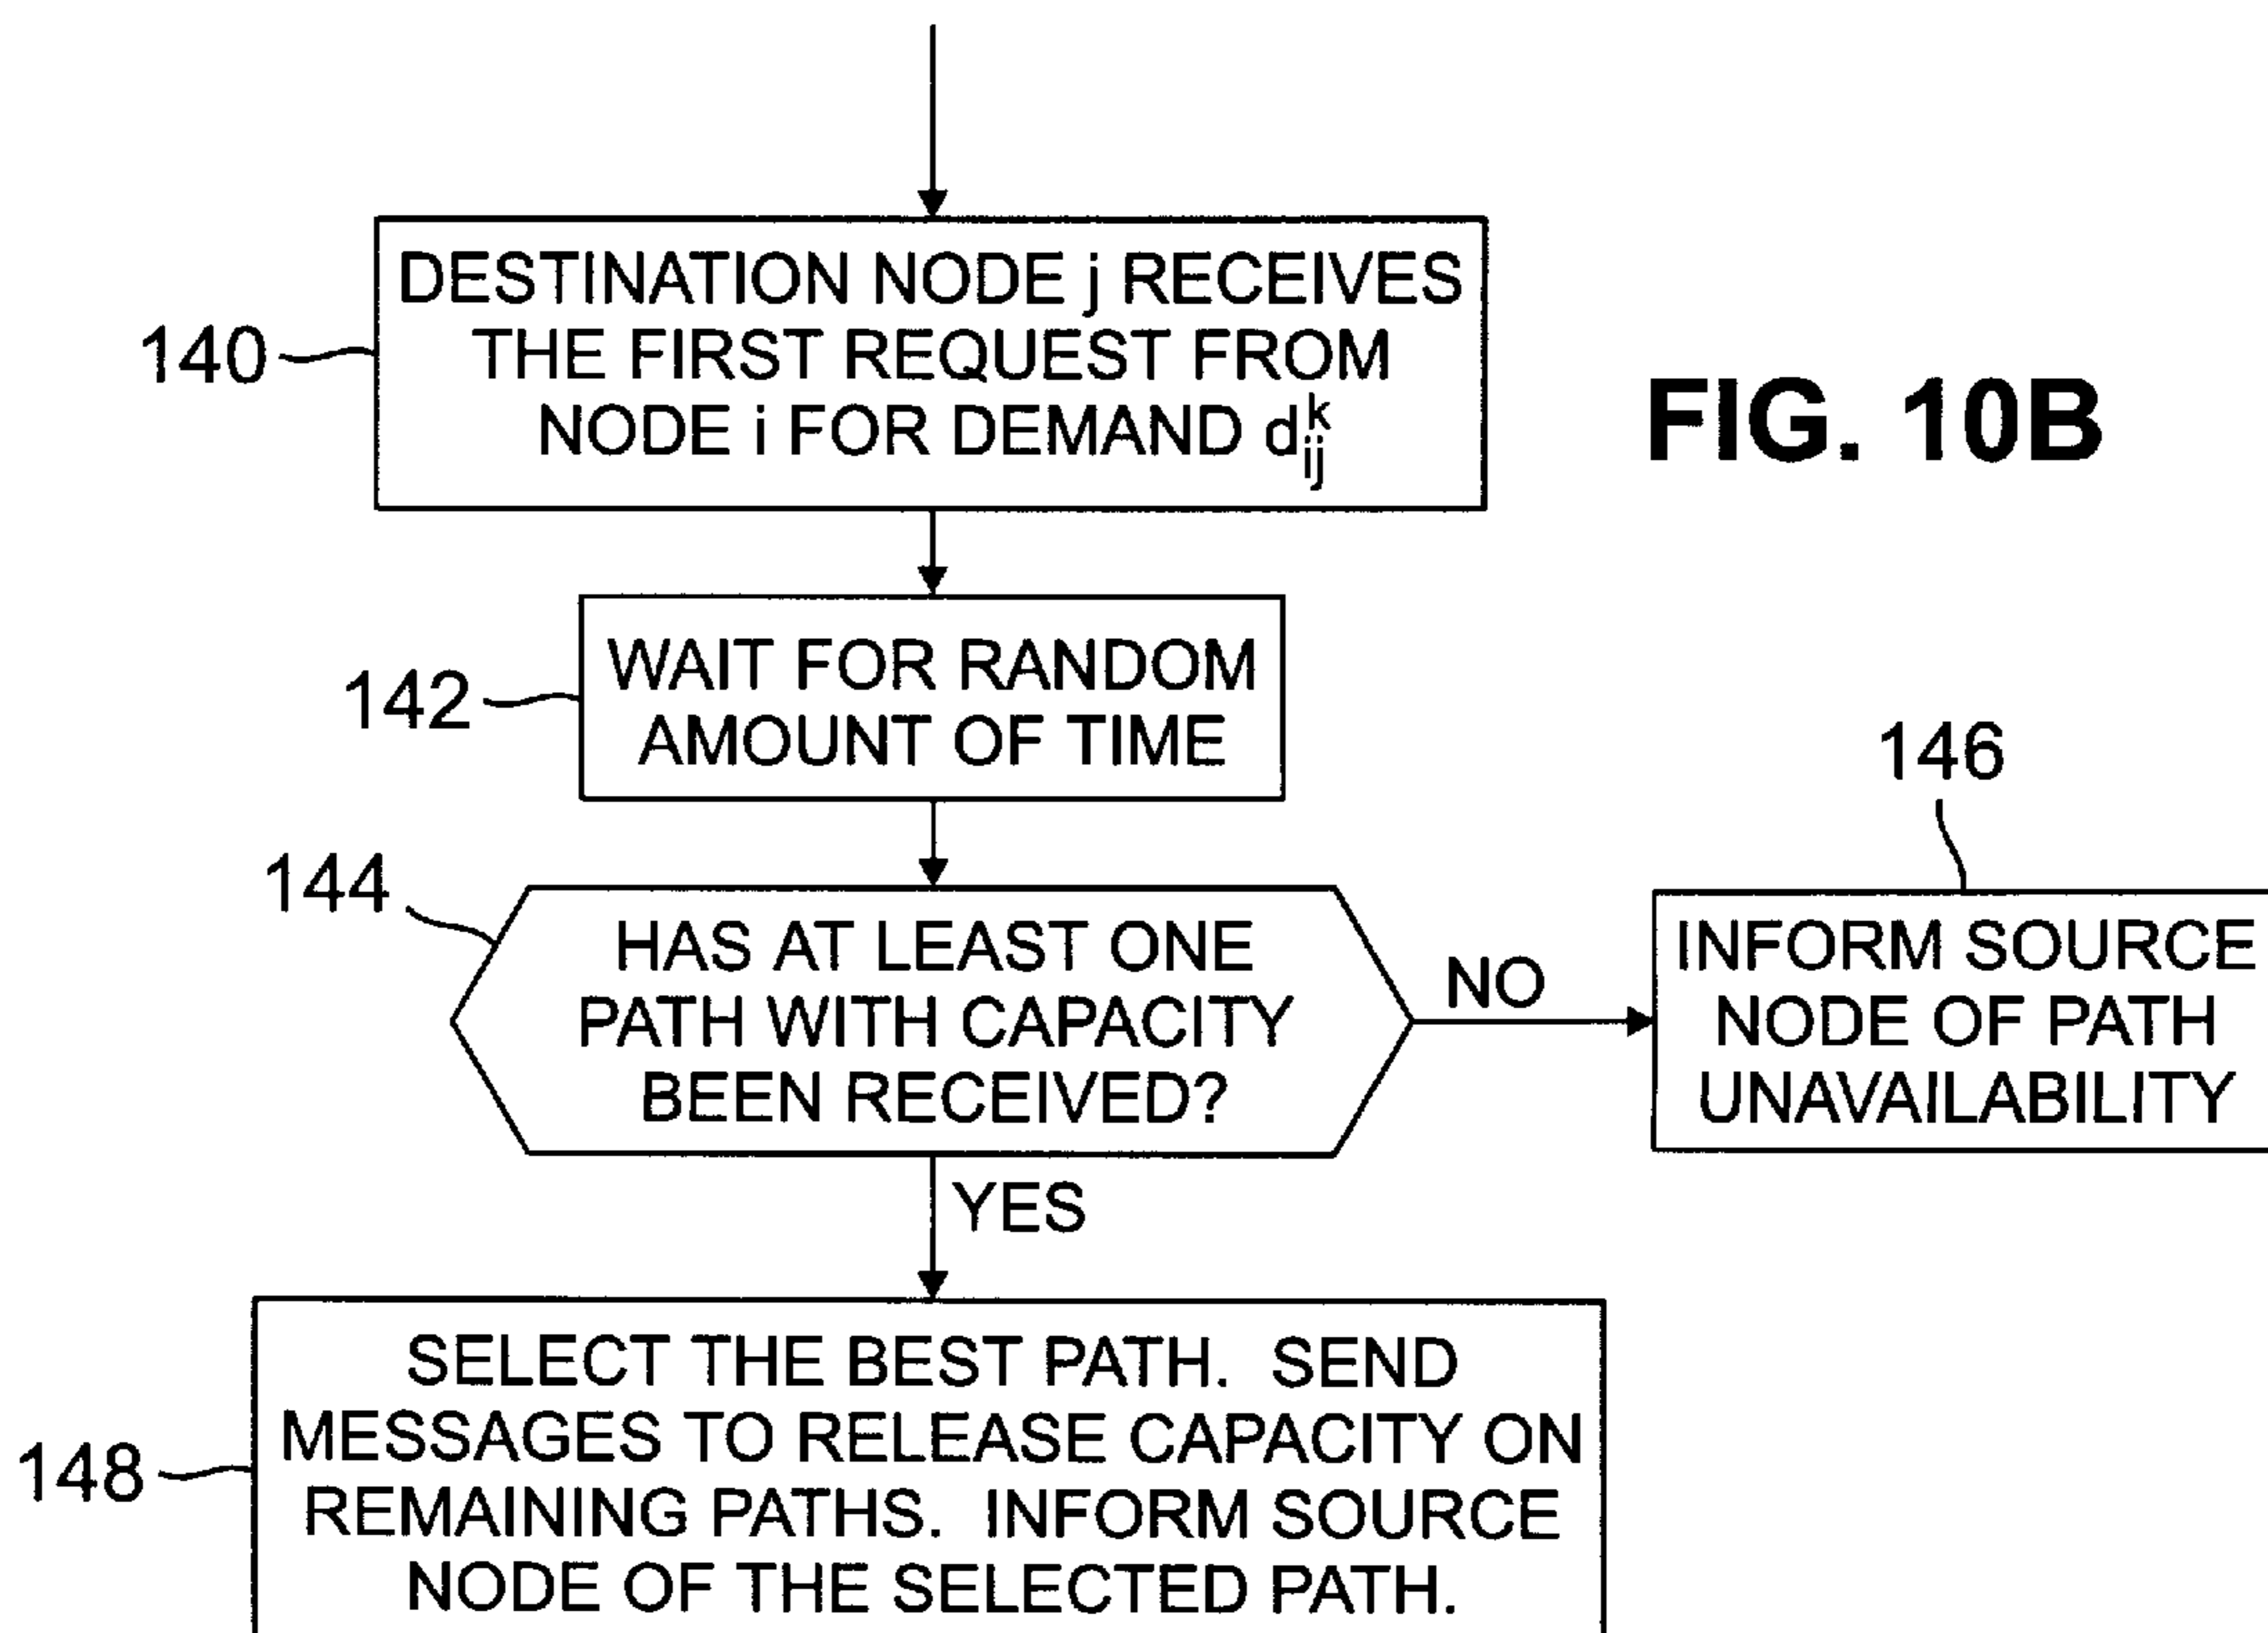 140
DESTINATION NODE j RECEIVES
THE FIRST REQUEST FROM
NODE i FOR DEMAND d^k_ij
FIG. 10B
142
WAIT FOR RANDOM
AMOUNT OF TIME
144
HAS AT LEAST ONE
PATH WITH CAPACITY
BEEN RECEIVED?
NO
146
INFORM SOURCE
NODE OF PATH
UNAVAILABILITY
YES
148
SELECT THE BEST PATH. SEND
MESSAGES TO RELEASE CAPACITY ON
REMAINING PATHS. INFORM SOURCE
NODE OF THE SELECTED PATH.